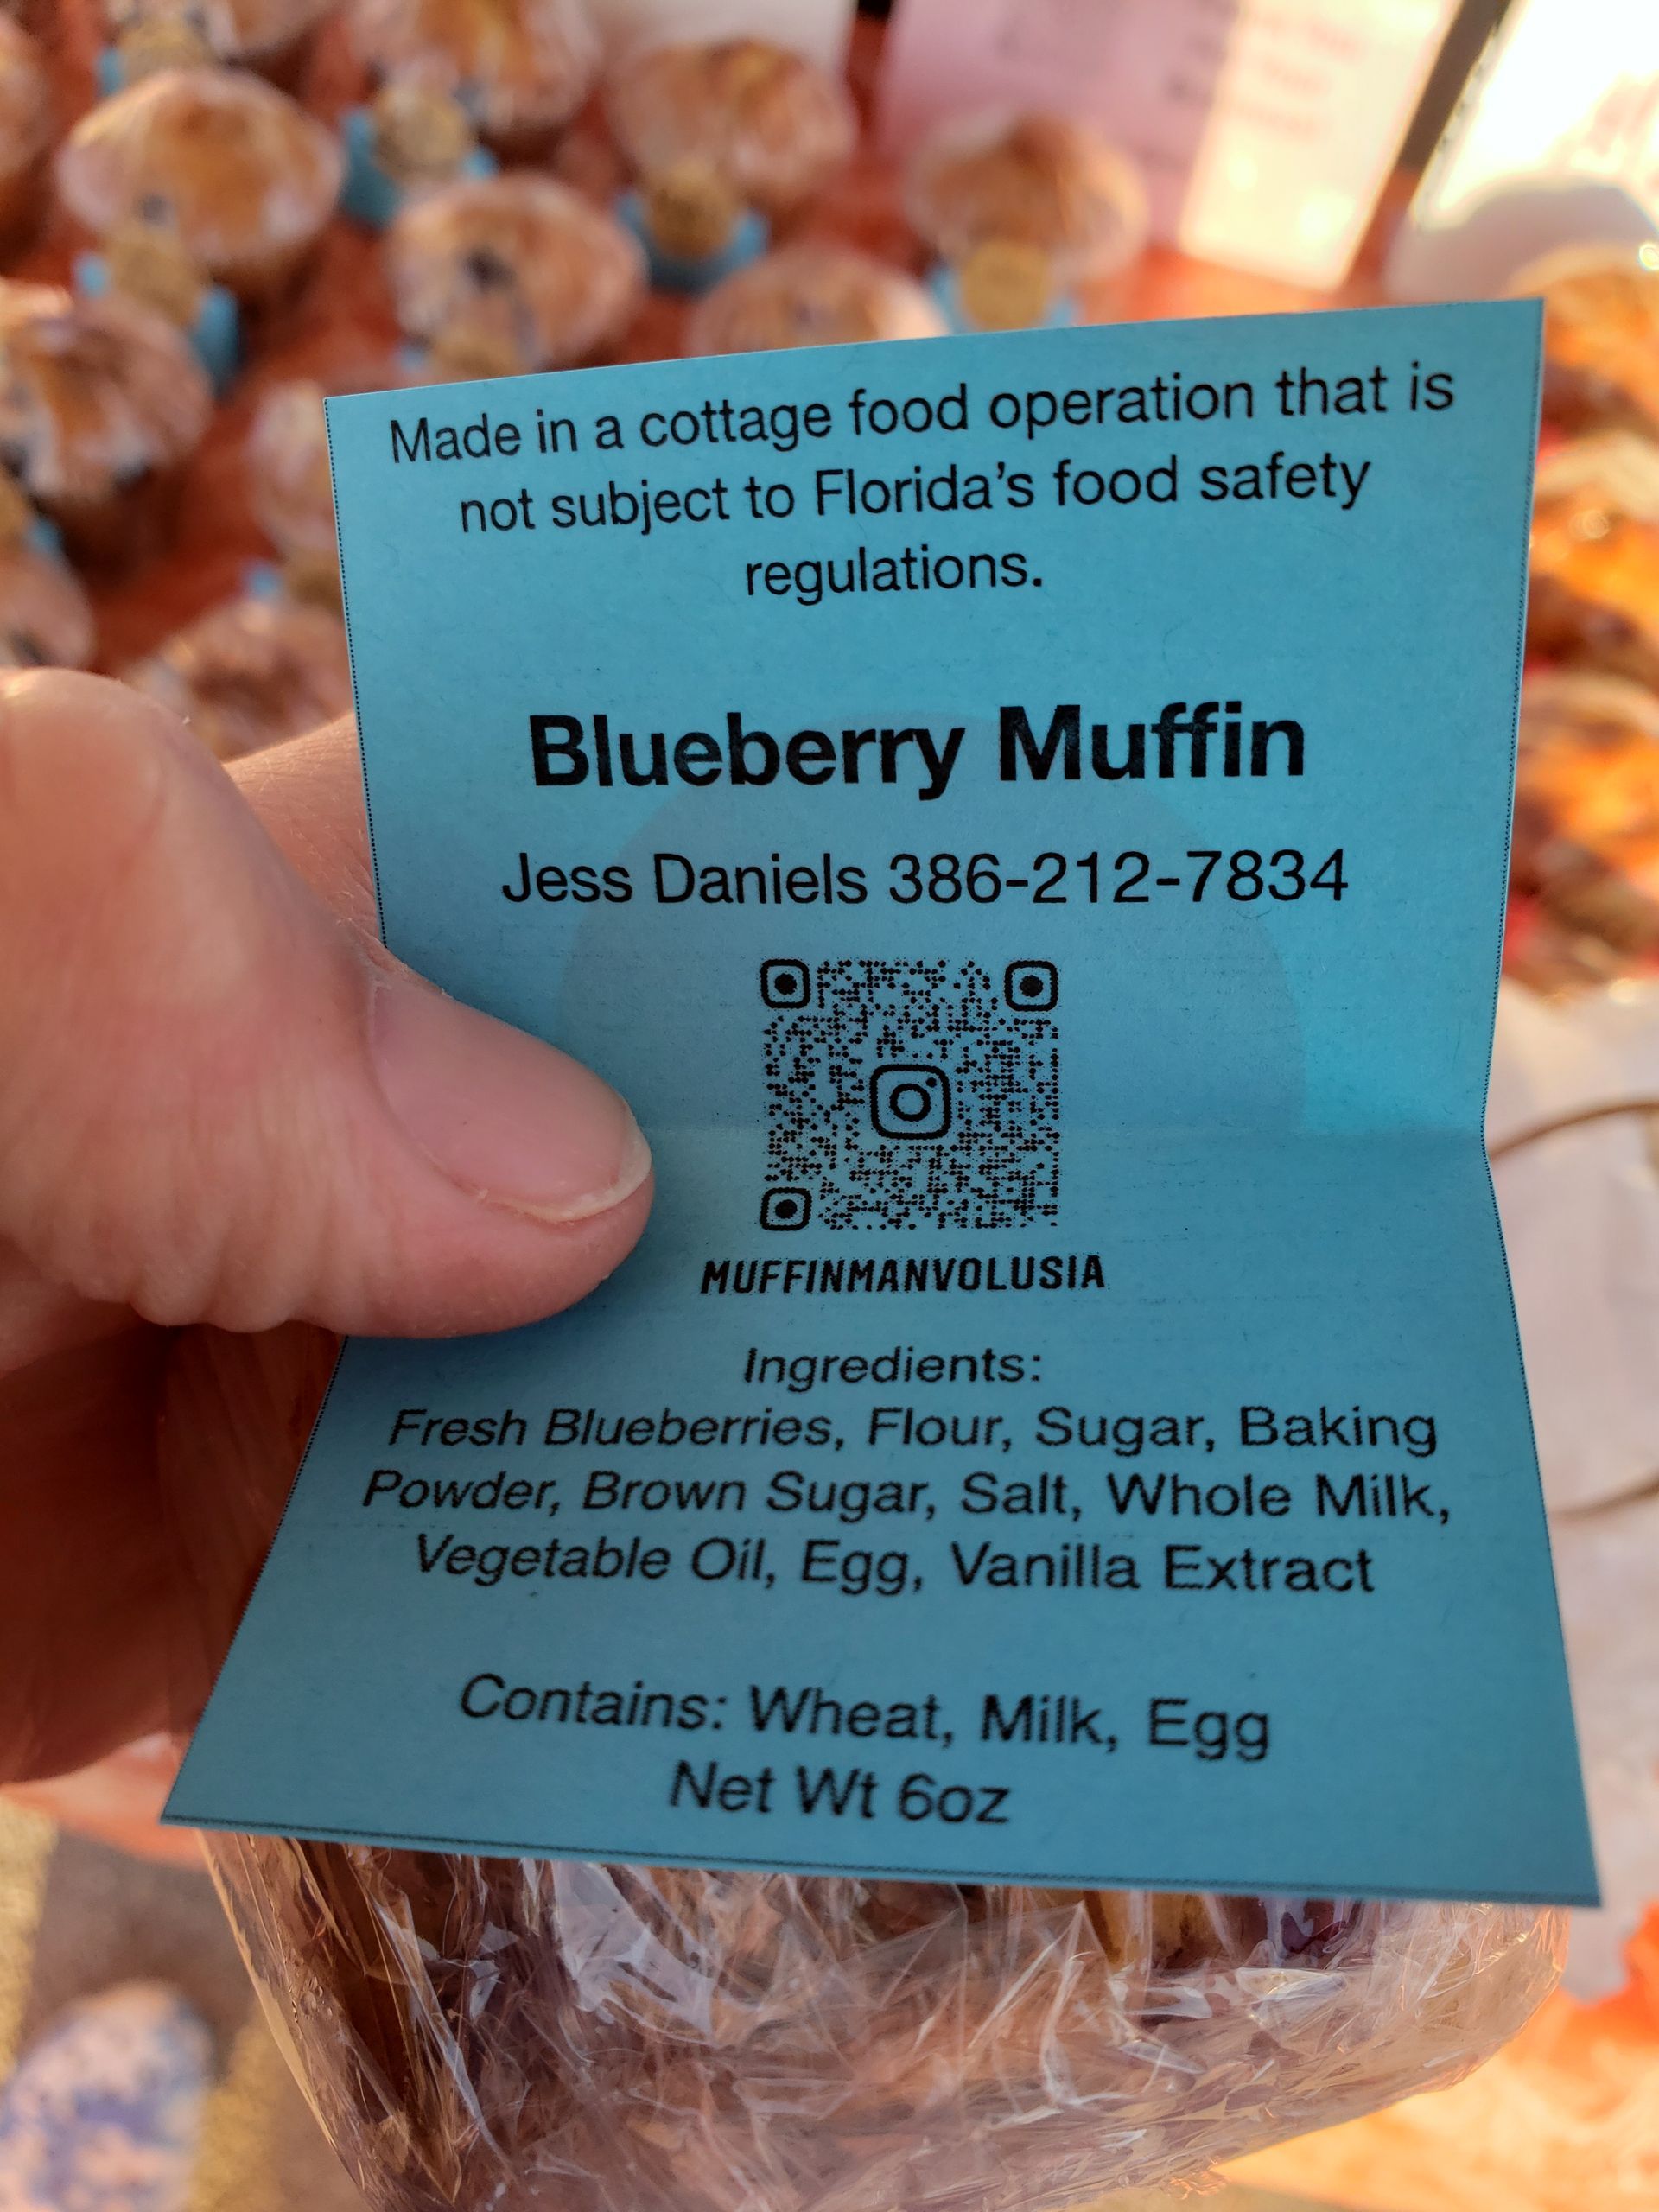 Made in a cottage food operation that is
not subject to Florida's food safety
regulations.
Blueberry Muffin
Jess Daniels 386-212-7834
MUFFINMANVOLUSIA
Ingredients:
Fresh Blueberries, Flour, Sugar, Baking
Powder, Brown Sugar, Salt, Whole Milk,
Vegetable Oil, Egg, Vanilla Extract
Contains: Wheat, Milk, Egg
Net Wt 6oz